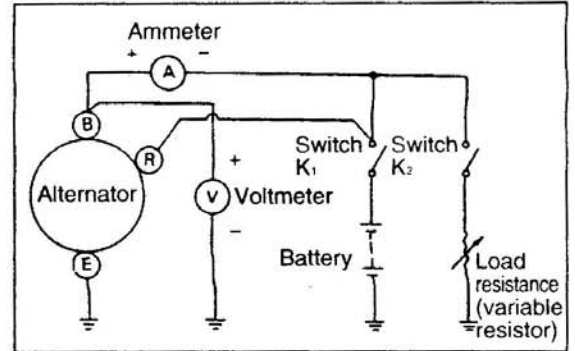 Ammeter
+ A -
B
R
Switch Switch
K₁ K₂
+
Alternator
V Voltmeter
-
E
Battery
Load
resistance
(variable
resistor)